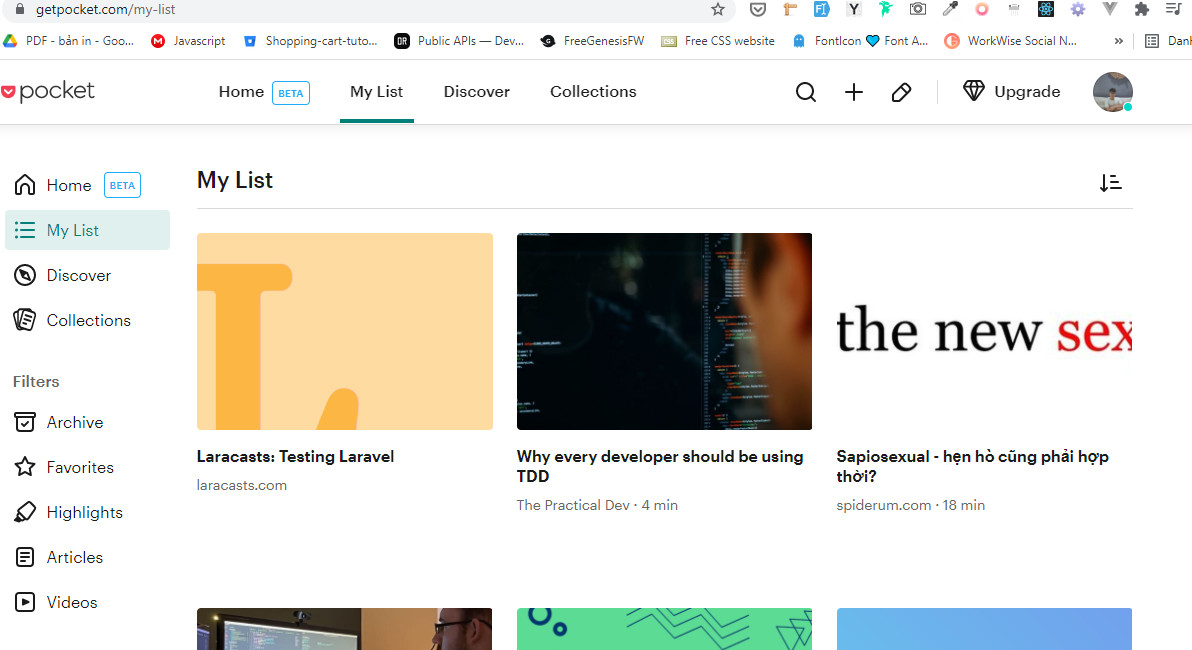 getpocket.com/my-list
PDF - bản in - Goo...
Javascript
Shopping-cart-tuto...
DR
Public APIs — Dev...
G
FreeGenesisFW
CSS
Free CSS website
FontIcon 💙 Font A...
WorkWise Social N...
»
Danh
pocket
Home BETA
My List
Discover
Collections
Upgrade
Home BETA
My List
Discover
Collections
Filters
Archive
Favorites
Highlights
Articles
Videos
My List
Laracasts: Testing Laravel
laracasts.com
Why every developer should be using
TDD
The Practical Dev · 4 min
the new sex
Sapiosexual - hẹn hò cũng phải hợp
thời?
spiderum.com · 18 min